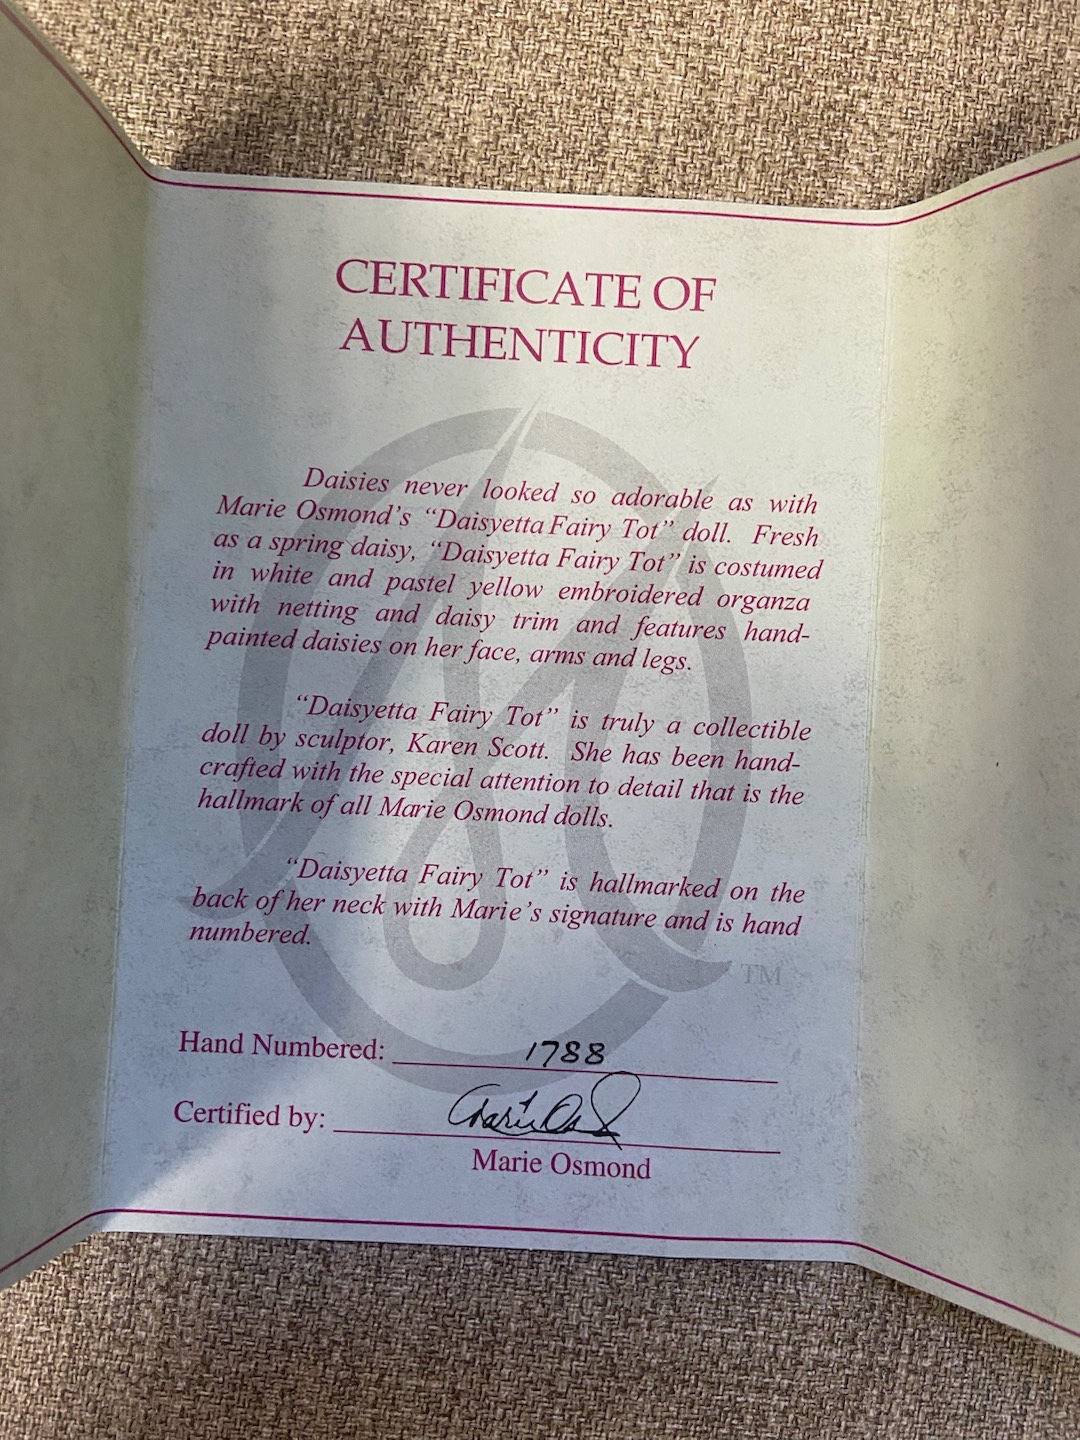 CERTIFICATE OF
AUTHENTICITY
Daisies never looked so adorable as with
Marie Osmond's “Daisyetta Fairy Tot” doll. Fresh
as a spring daisy, “Daisyetta Fairy Tot” is costumed
in white and pastel yellow embroidered organza
with netting and daisy trim and features hand-
painted daisies on her face, arms and legs.
“Daisyetta Fairy Tot” is truly a collectible
doll by sculptor, Karen Scott. She has been hand-
crafted with the special attention to detail that is the
hallmark of all Marie Osmond dolls.
“Daisyetta Fairy Tot” is hallmarked on the
back of her neck with Marie's signature and is hand
numbered.
TM
Hand Numbered: 1788
Certified by: Marie Osmond
Marie Osmond